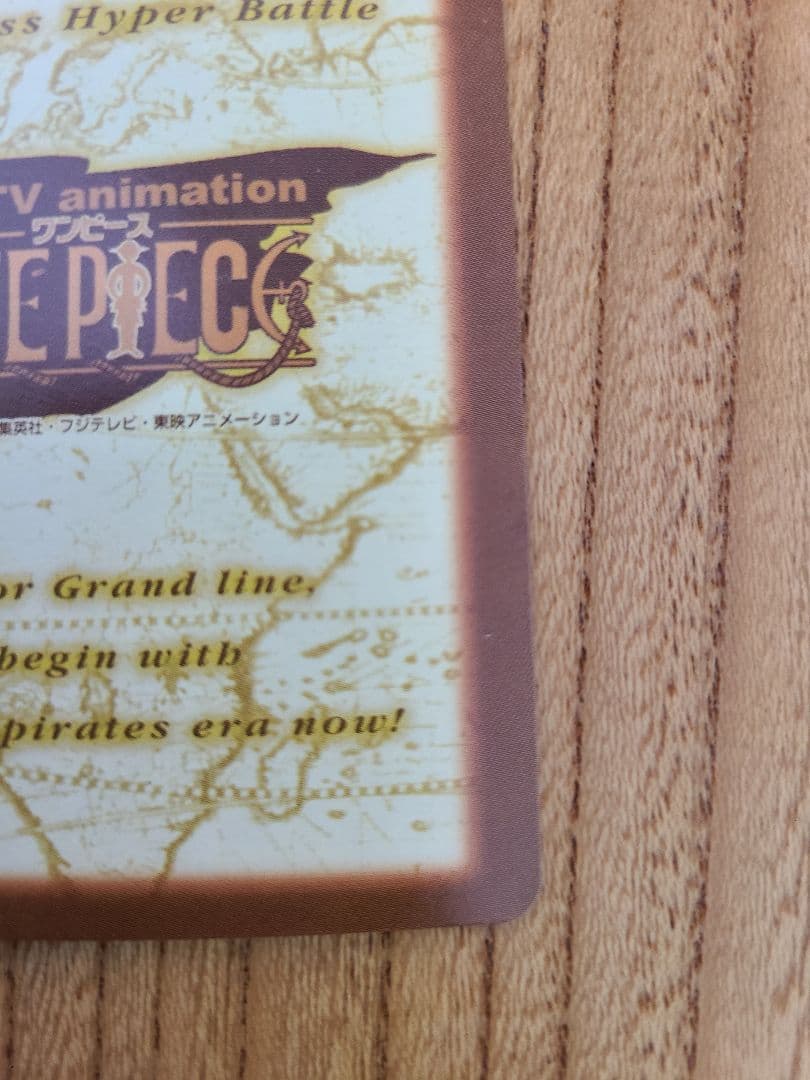 ss Hyper Battle
TV animation
ワンピース
E PIECE
集英社・フジテレビ・東映アニメーション
or Grand line,
begin with
pirates era now!